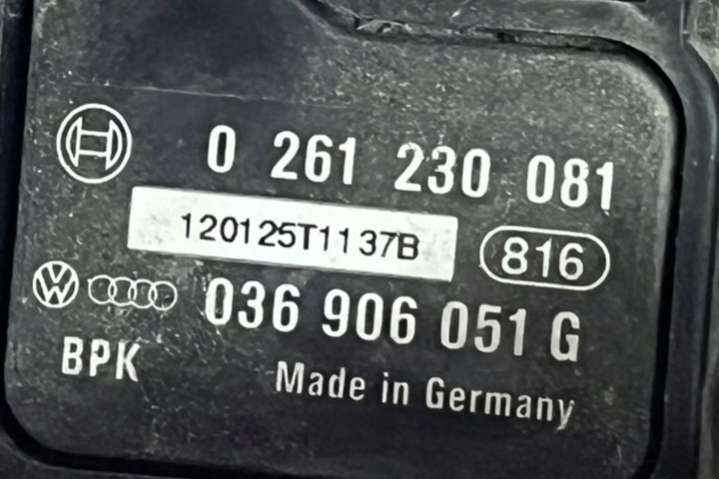 0 261 230 081
120125T1137B
816
036 906 051 G
BPK
Made in Germany